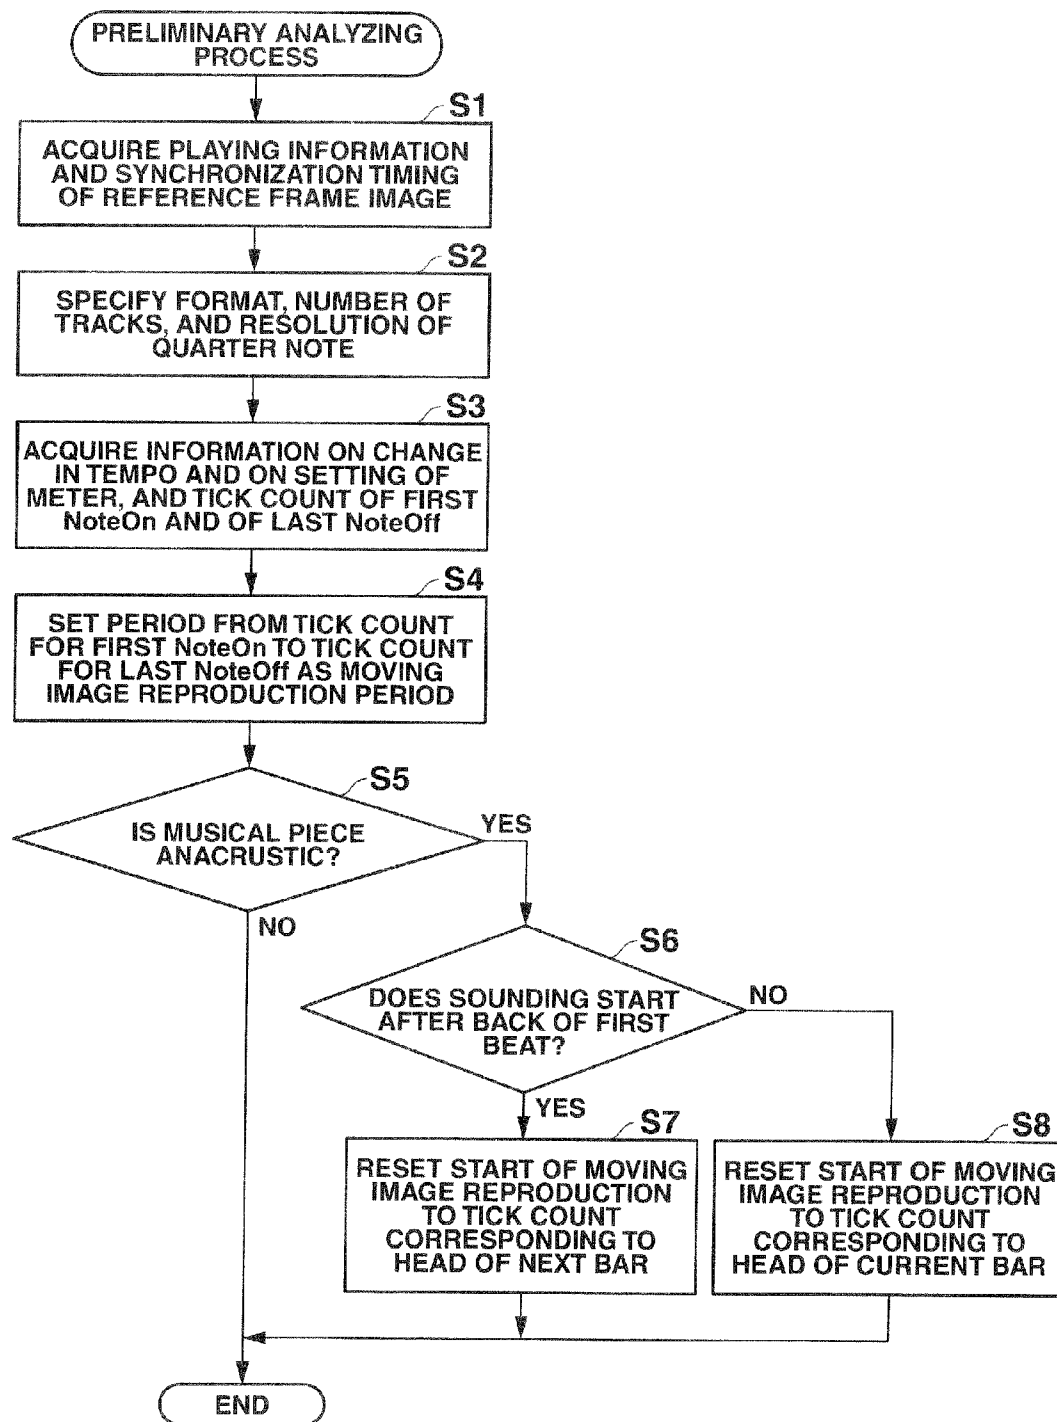 PRELIMINARY ANALYZING
PROCESS
S1
ACQUIRE PLAYING INFORMATION
AND SYNCHRONIZATION TIMING
OF REFERENCE FRAME IMAGE
S2
SPECIFY FORMAT, NUMBER OF
TRACKS, AND RESOLUTION OF
QUARTER NOTE
S3
ACQUIRE INFORMATION ON CHANGE
IN TEMPO AND ON SETTING OF
METER, AND TICK COUNT OF FIRST
NoteOn AND OF LAST NoteOff
S4
SET PERIOD FROM TICK COUNT
FOR FIRST NoteOn TO TICK COUNT
FOR LAST NoteOff AS MOVING
IMAGE REPRODUCTION PERIOD
S5
IS MUSICAL PIECE
ANACRUSTIC?
YES
NO
S6
DOES SOUNDING START
AFTER BACK OF FIRST
BEAT?
NO
YES
S7
RESET START OF MOVING
IMAGE REPRODUCTION
TO TICK COUNT
CORRESPONDING TO
HEAD OF NEXT BAR
S8
RESET START OF MOVING
IMAGE REPRODUCTION
TO TICK COUNT
CORRESPONDING TO
HEAD OF CURRENT BAR
END